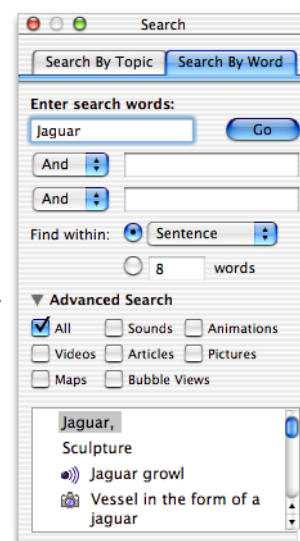 Search
Search By Topic Search By Word
Enter search words:
Jaguar Go
And
And
Find within: Sentence
8 words
Advanced Search
All Sounds Animations
Videos Articles Pictures
Maps Bubble Views
Jaguar,
Sculpture
Jaguar growl
Vessel in the form of a
jaguar